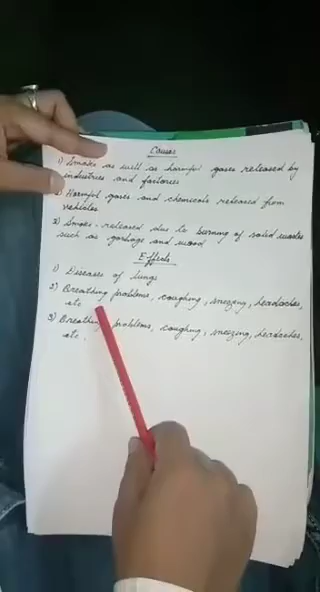 Causes
1) Smoke as well as harmful gases released by
industries and factories
2) Harmful gases and chemicals released from
vehicles
3) Smoke released due to burning of solid wastes
such as garbage and wood
Effects
1) Diseases of lungs
2) Breathing problems, coughing, sneezing, headaches,
etc
3) Breathing problems, coughing, sneezing, headaches,
etc.